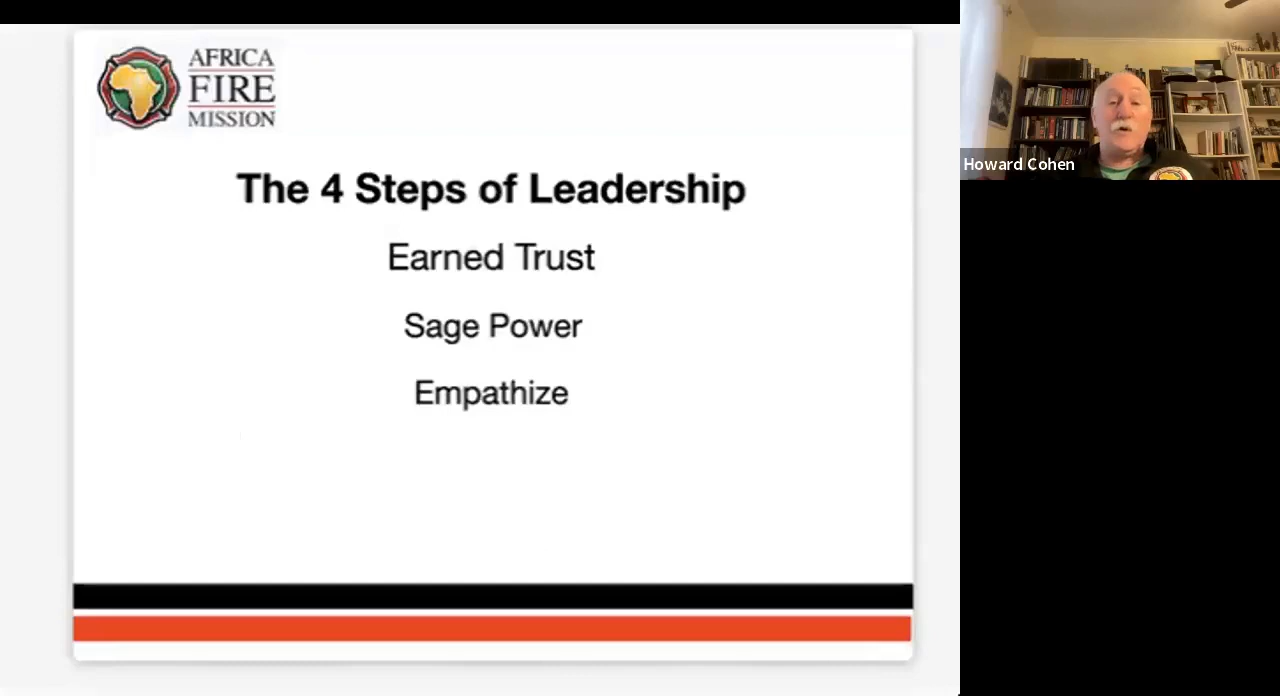 AFRICA
FIRE
MISSION
The 4 Steps of Leadership
Earned Trust
Sage Power
Empathize
Howard Cohen